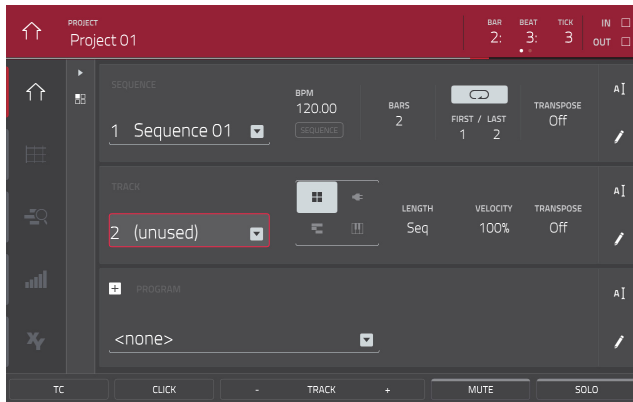 PROJECT
Project 01
BAR BEAT TICK
2: 3: 3
IN
OUT
SEQUENCE
1 Sequence 01
BPM
120.00
SEQUENCE
BARS
2
FIRST / LAST
1 2
TRANSPOSE
Off
A
TRACK
2 (unused)
LENGTH
Seq
VELOCITY
100%
TRANSPOSE
Off
A
PROGRAM
<none>
A
XY
TC CLICK - TRACK + MUTE SOLO